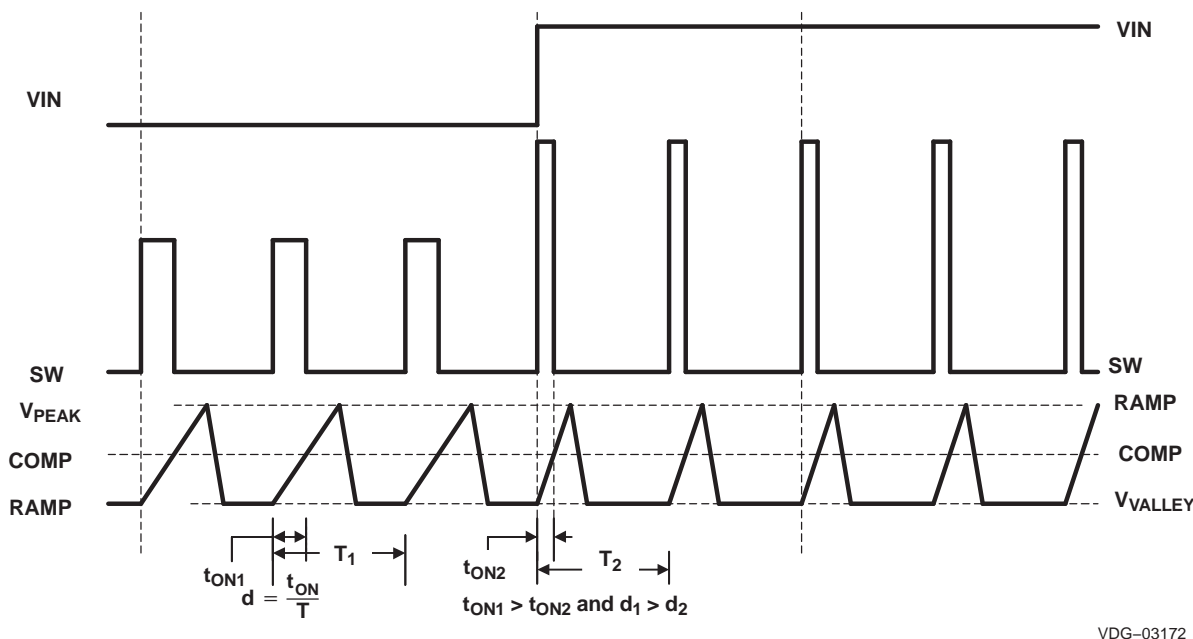 VIN
VIN
SW
SW
VPEAK
RAMP
COMP
COMP
RAMP
VVALLEY
tON1
T1
tON2
T2
d = tON/T
tON1 > tON2 and d1 > d2
VDG–03172